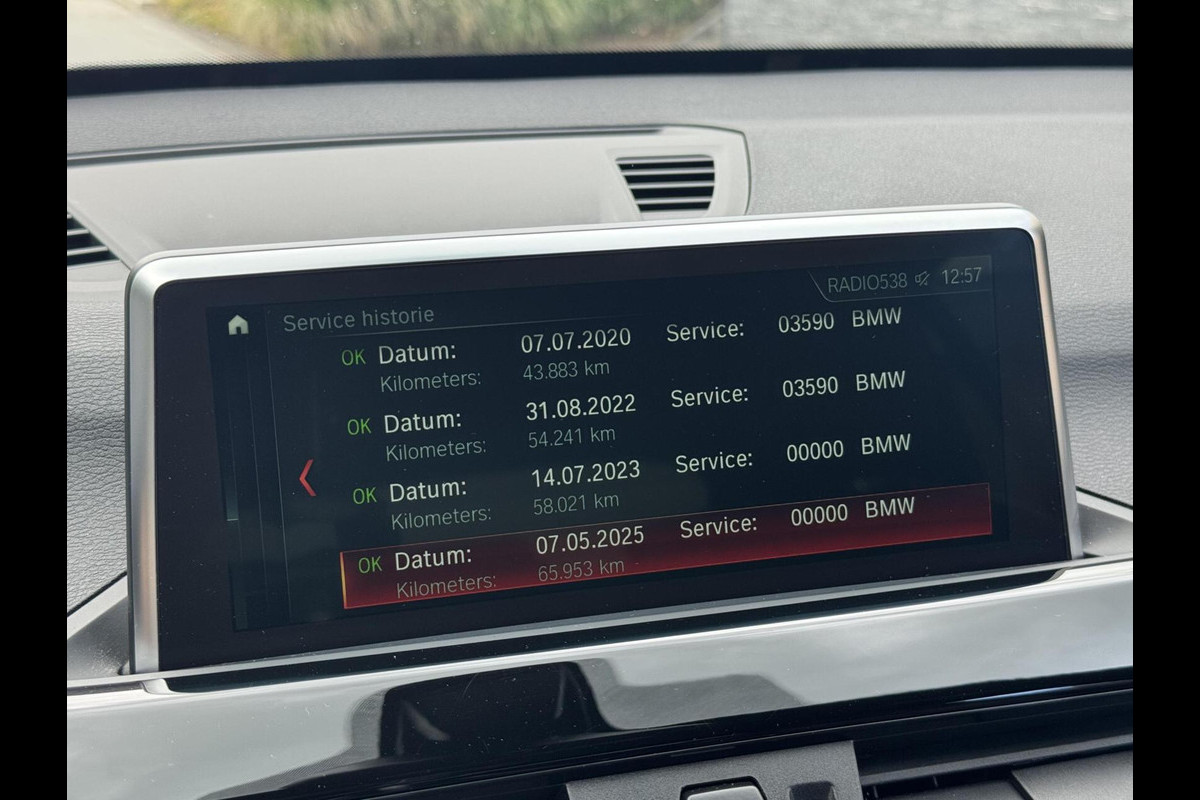 RADIO538 12:57
Service historie
OK Datum: 07.07.2020 Service: 03590 BMW
Kilometers: 43.883 km
OK Datum: 31.08.2022 Service: 03590 BMW
Kilometers: 54.241 km
OK Datum: 14.07.2023 Service: 00000 BMW
Kilometers: 58.021 km
OK Datum: 07.05.2025 Service: 00000 BMW
Kilometers: 65.953 km